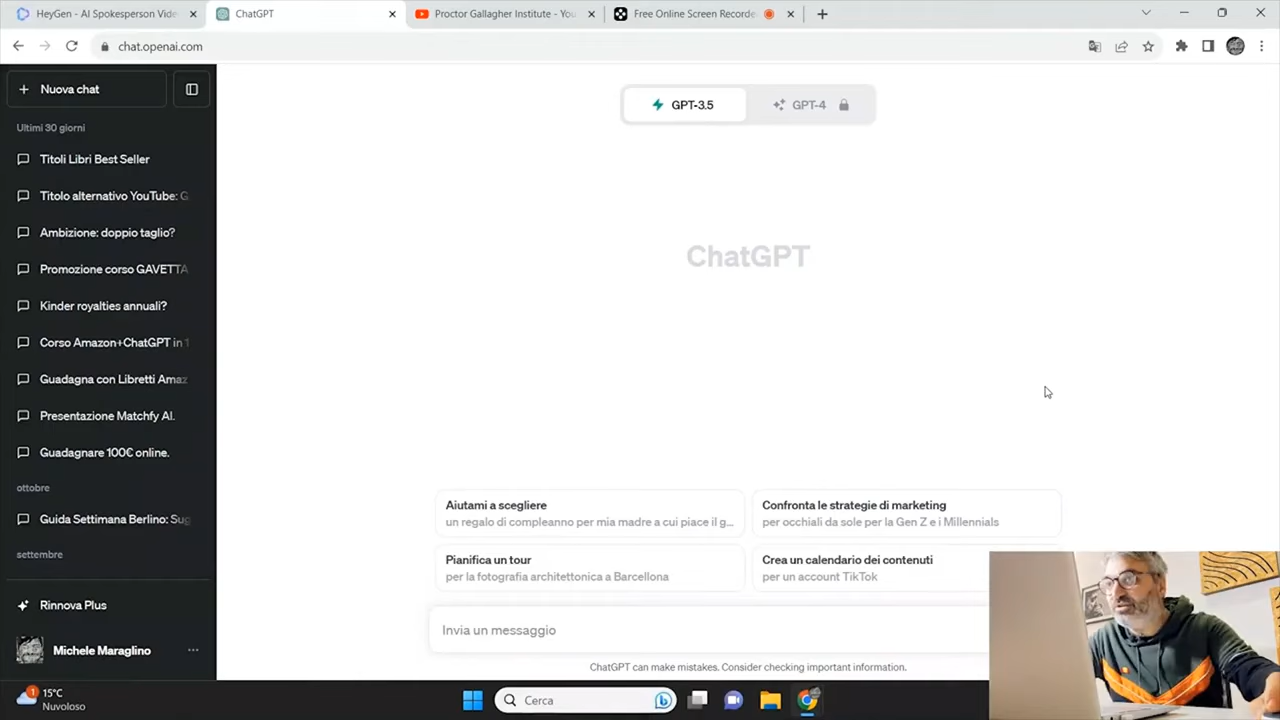 HeyGen - AI Spokesperson Vide
ChatGPT
Proctor Gallagher Institute - You
Free Online Screen Recorde
chat.openai.com
Nuova chat
GPT-3.5
GPT-4
Ultimi 30 giorni
Titoli Libri Best Seller
Titolo alternativo YouTube: G
Ambizione: doppio taglio?
Promozione corso GAVETTA
Kinder royalties annuali?
Corso Amazon+ChatGPT in 1
Guadagna con Libretti Amaz
Presentazione Matchfy AI.
Guadagnare 100€ online.
ottobre
Guida Settimana Berlino: Sug
settembre
Rinnova Plus
Michele Maraglino
ChatGPT
Aiutami a scegliere
un regalo di compleanno per mia madre a cui piace il g...
Confronta le strategie di marketing
per occhiali da sole per la Gen Z e i Millennials
Pianifica un tour
per la fotografia architettonica a Barcellona
Crea un calendario dei contenuti
per un account TikTok
Invia un messaggio
ChatGPT can make mistakes. Consider checking important information.
1
15°C
Nuvoloso
Cerca